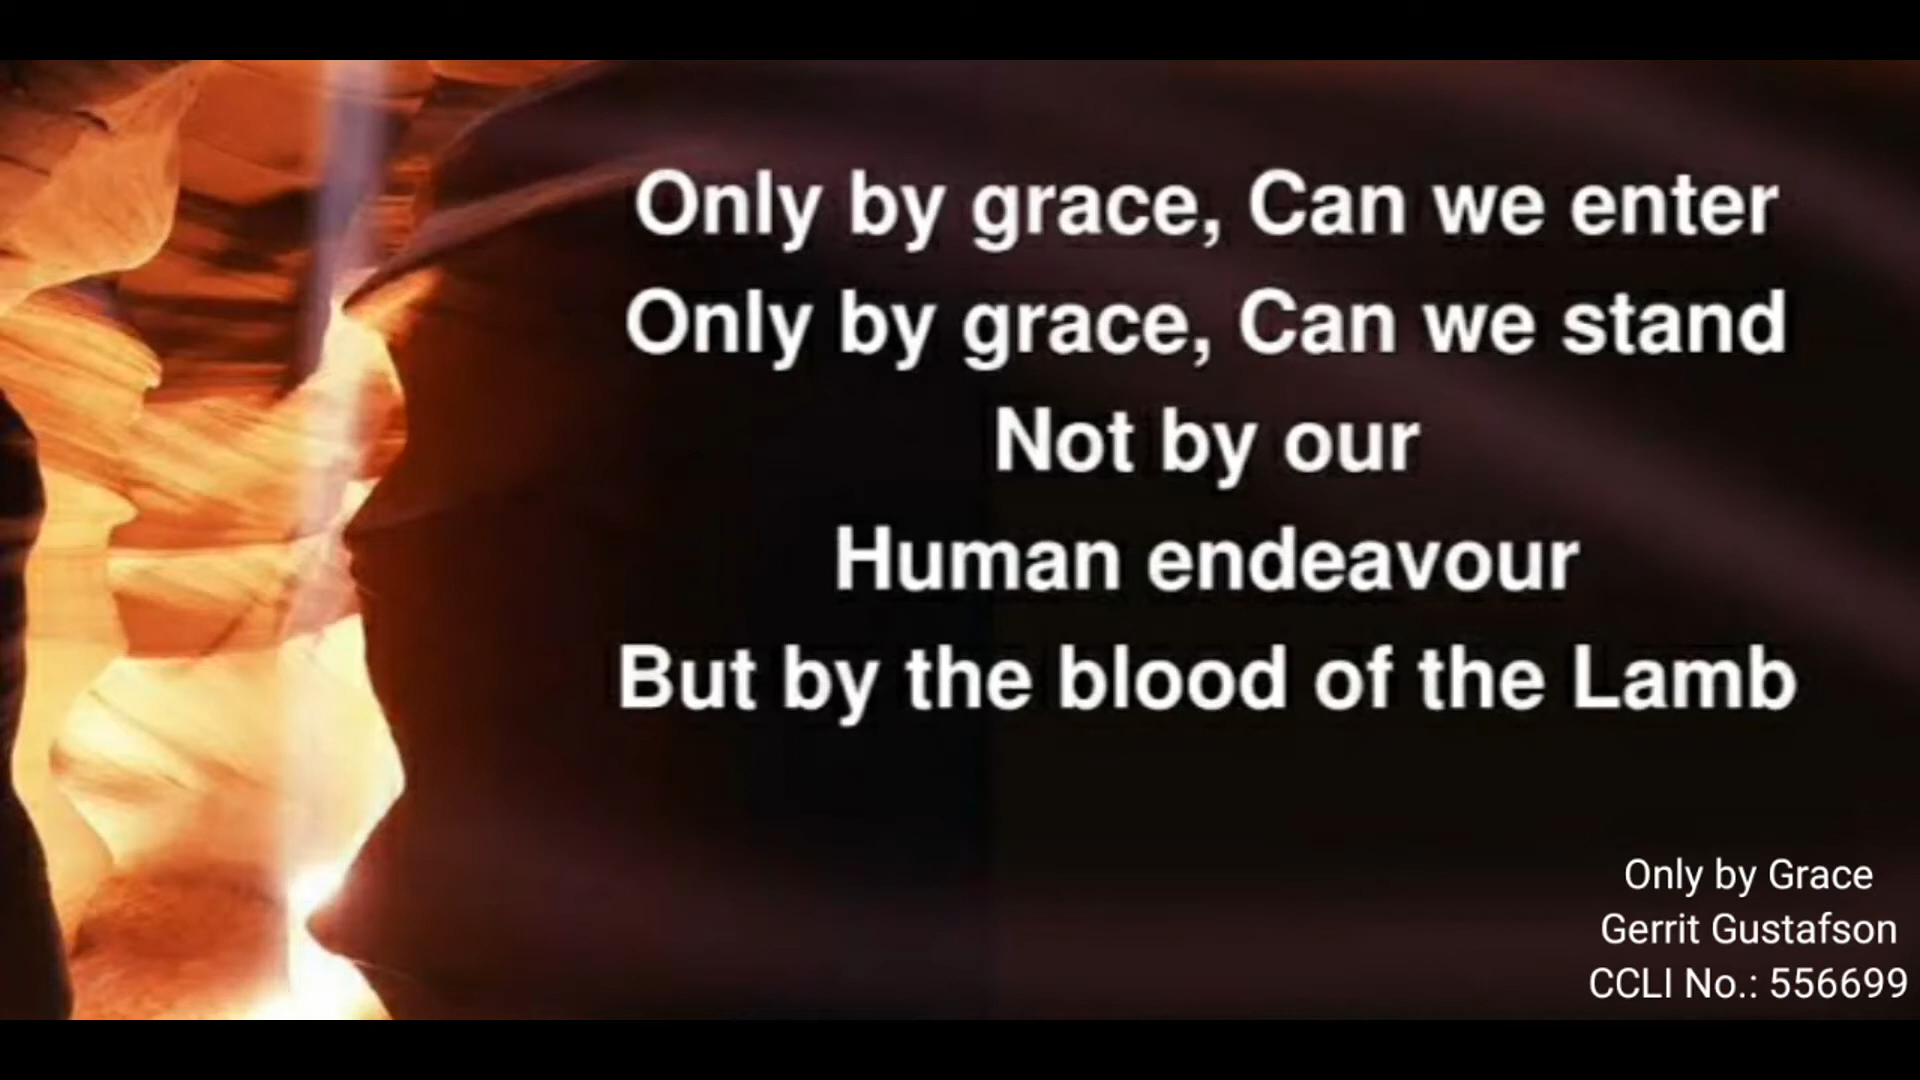 Only by grace, Can we enter
Only by grace, Can we stand
Not by our
Human endeavour
But by the blood of the Lamb
Only by Grace
Gerrit Gustafson
CCLI No.: 556699